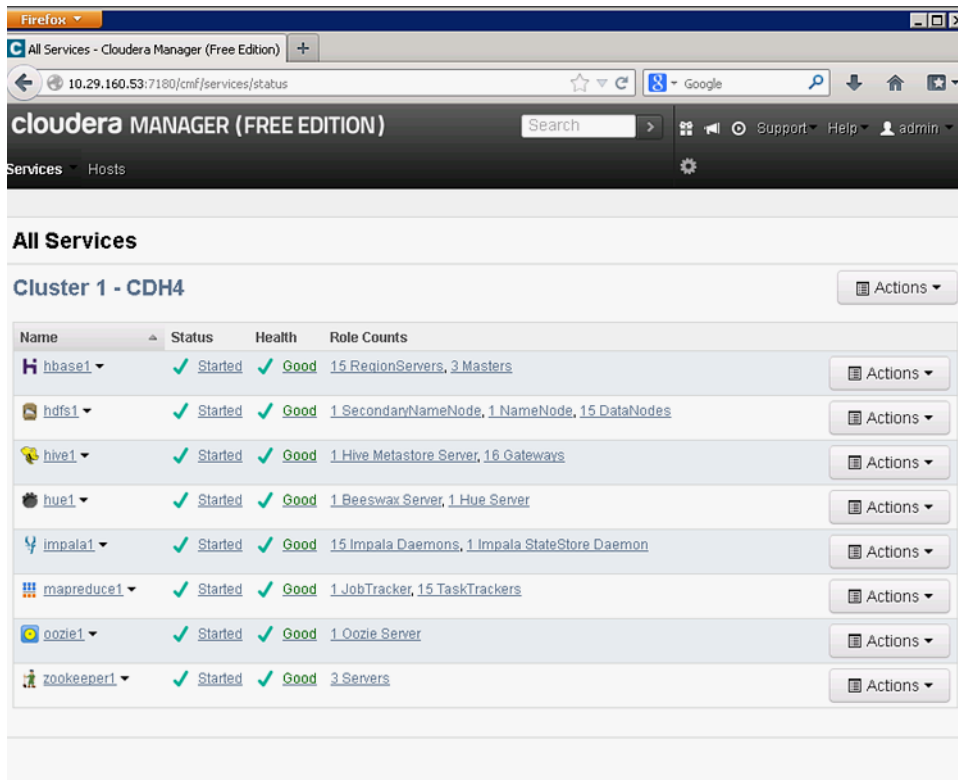 Firefox
All Services - Cloudera Manager (Free Edition) +
10.29.160.53:7180/cmf/services/status Google
cloudera MANAGER (FREE EDITION) Search Support Help admin
Services Hosts
All Services
Cluster 1 - CDH4 Actions
Name Status Health Role Counts
hbase1 Started Good 15 RegionServers, 3 Masters Actions
hdfs1 Started Good 1 SecondaryNameNode, 1 NameNode, 15 DataNodes Actions
hive1 Started Good 1 Hive Metastore Server, 16 Gateways Actions
hue1 Started Good 1 Beeswax Server, 1 Hue Server Actions
impala1 Started Good 15 Impala Daemons, 1 Impala StateStore Daemon Actions
mapreduce1 Started Good 1 JobTracker, 15 TaskTrackers Actions
oozie1 Started Good 1 Oozie Server Actions
zookeeper1 Started Good 3 Servers Actions